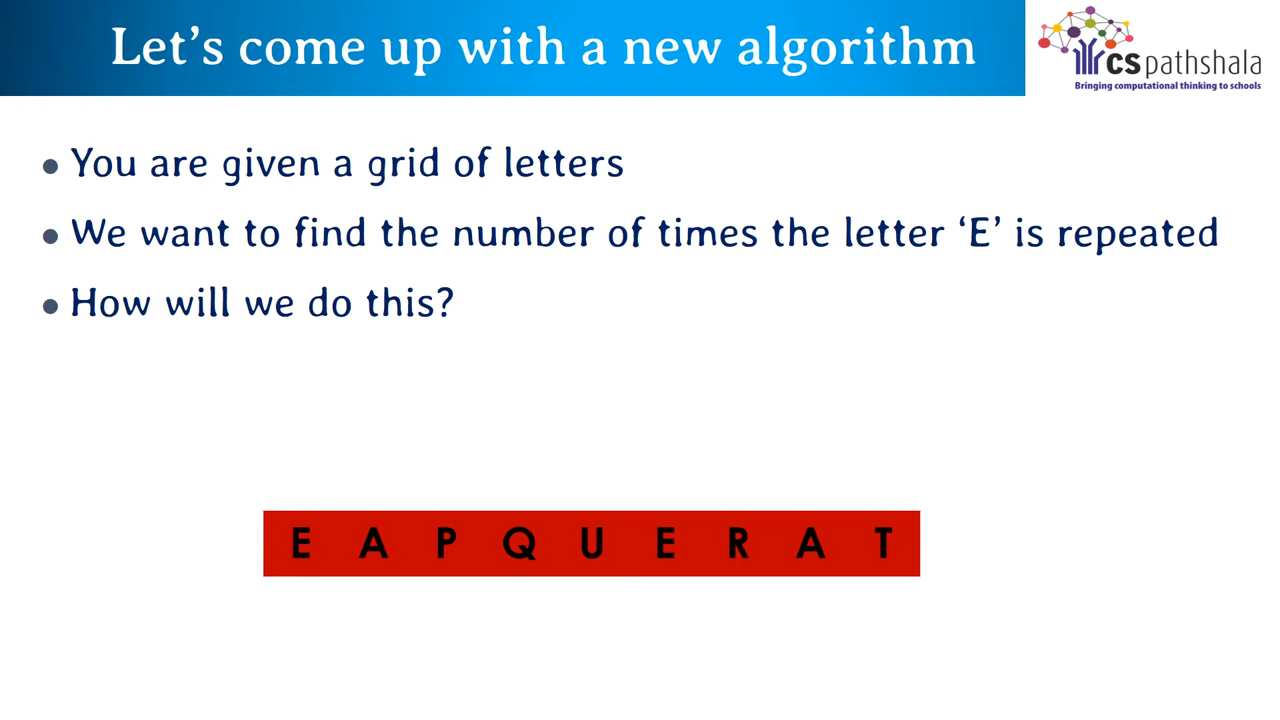 Let's come up with a new algorithm
CSpathshala
Bringing computational thinking to schools
• You are given a grid of letters
• We want to find the number of times the letter ‘E’ is repeated
• How will we do this?
E A P Q U E R A T